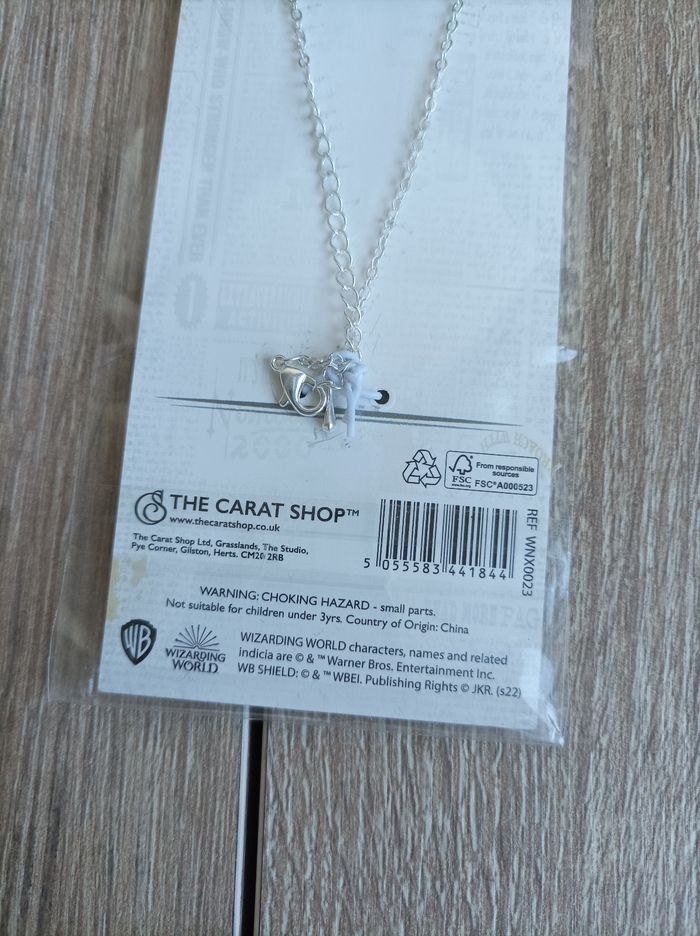 From responsible
sources
FSC
www.fsc.org
FSC®A000523
THE CARAT SHOP™
www.thecaratshop.co.uk
The Carat Shop Ltd, Grasslands, The Studio,
Pye Corner, Gilston, Herts. CM20 2RB
5 055583 441844
REF WNX0023
WARNING: CHOKING HAZARD - small parts.
Not suitable for children under 3yrs. Country of Origin: China
WB
WIZARDING
WORLD
WIZARDING WORLD characters, names and related
indicia are © & ™ Warner Bros. Entertainment Inc.
WB SHIELD: © & ™ WBEI. Publishing Rights © JKR. (s22)